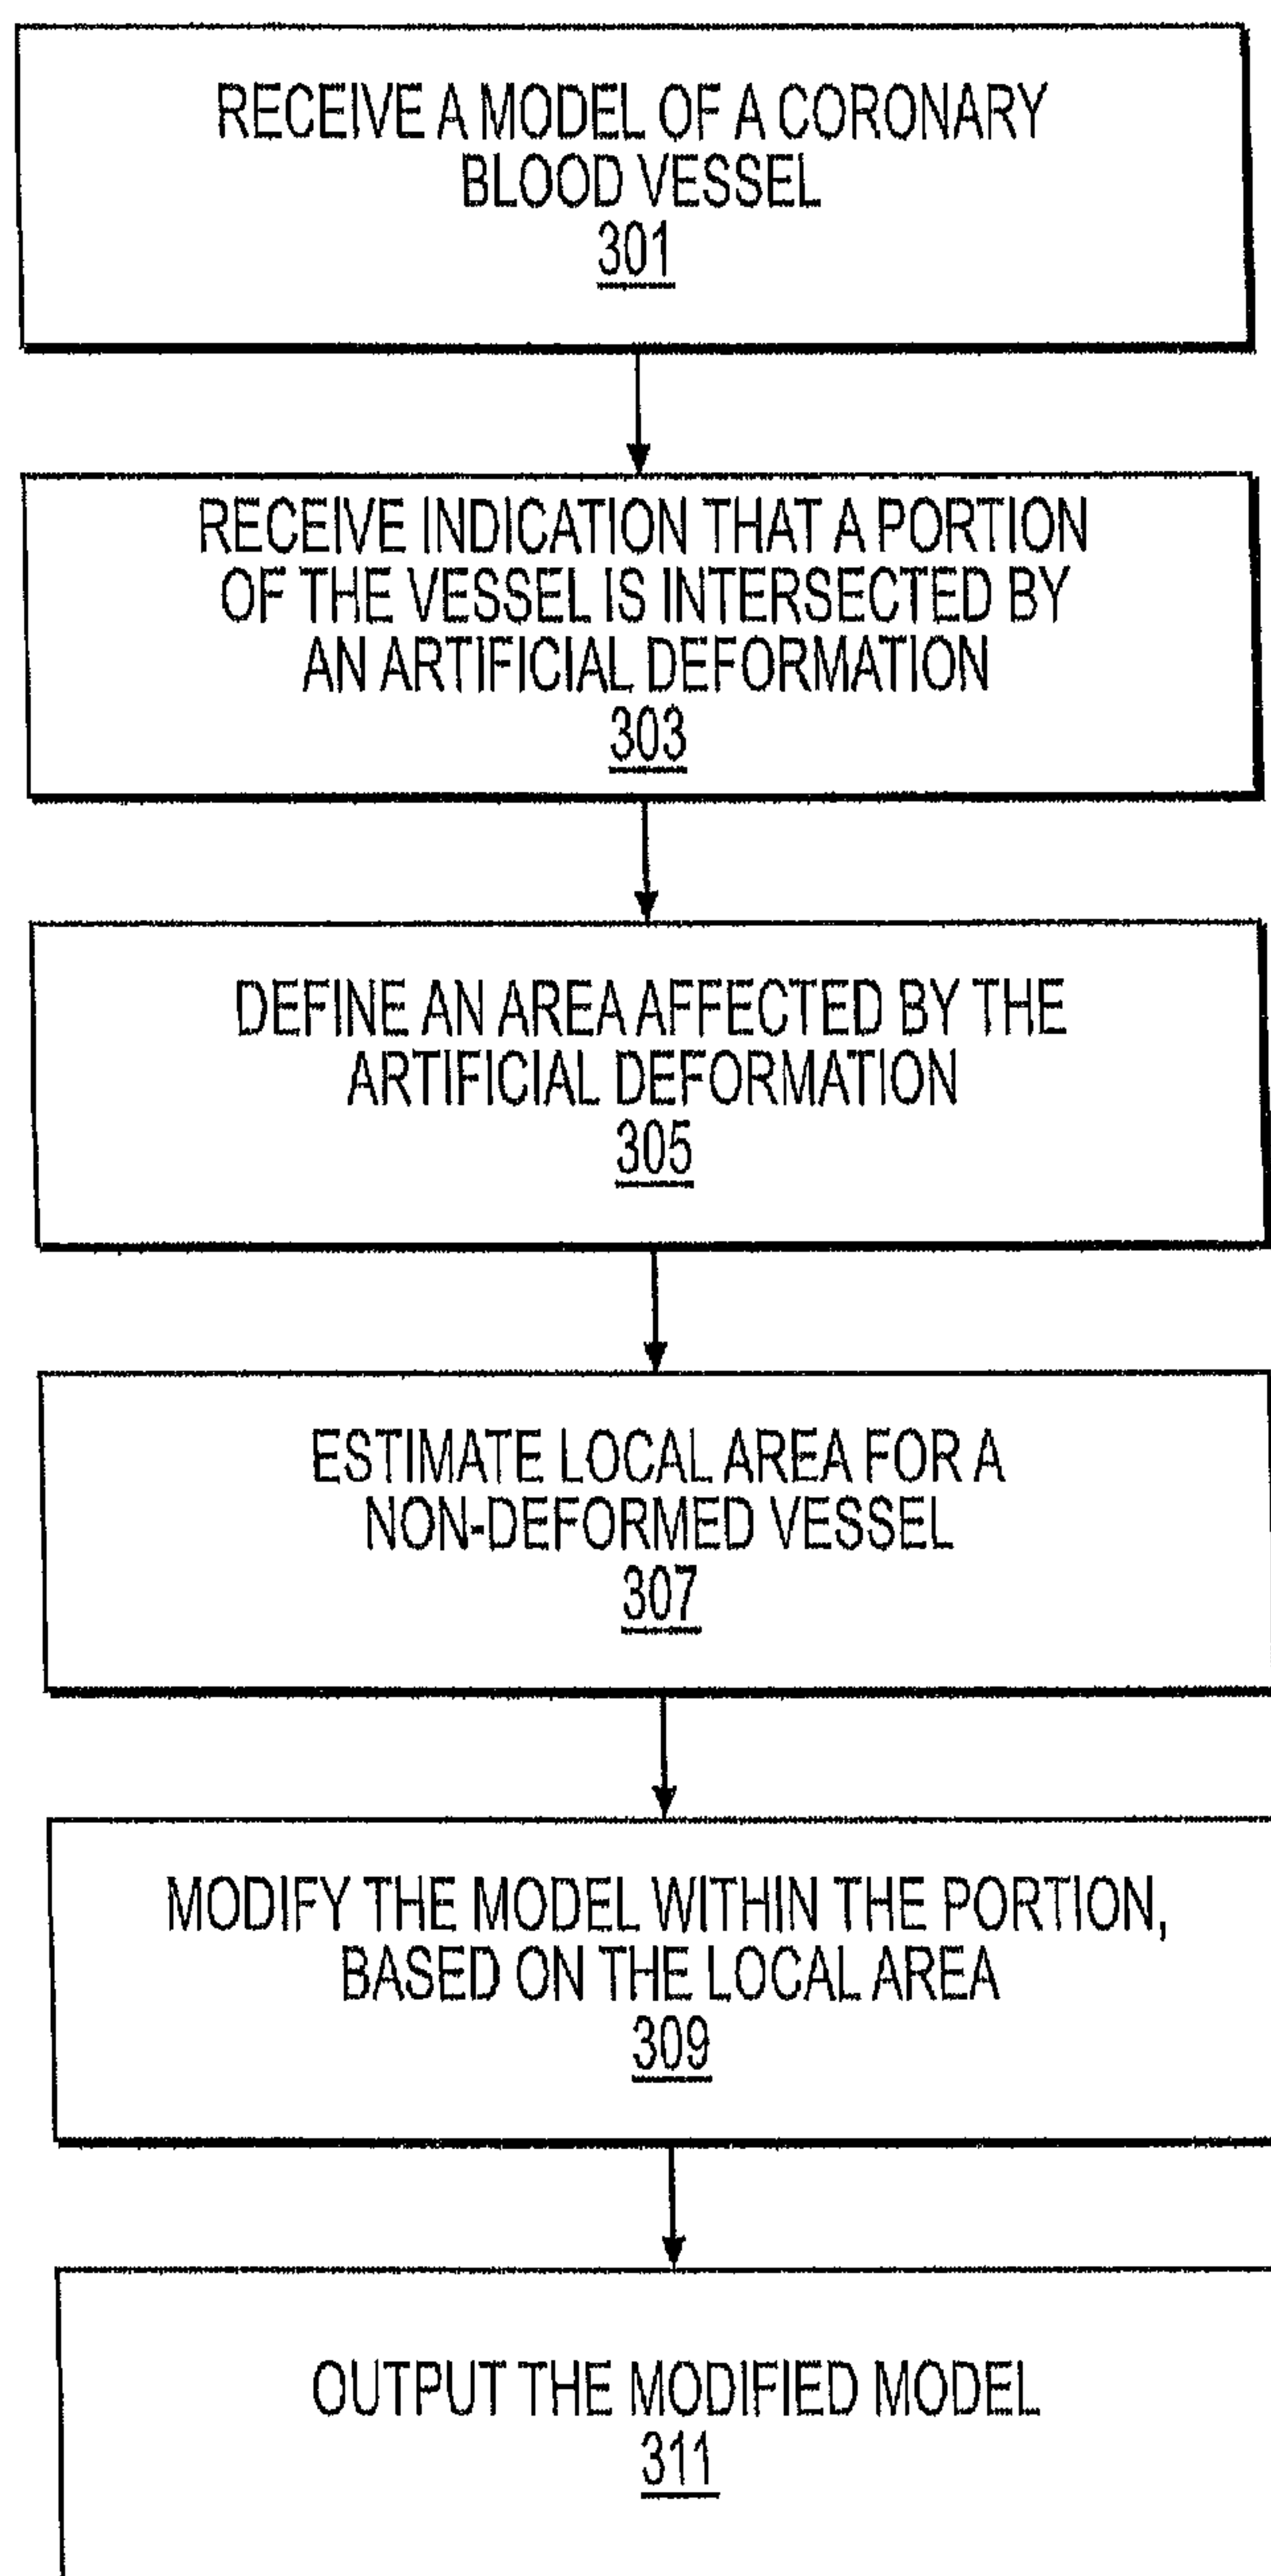 RECEIVE A MODEL OF A CORONARY
BLOOD VESSEL
301
RECEIVE INDICATION THAT A PORTION
OF THE VESSEL IS INTERSECTED BY
AN ARTIFICIAL DEFORMATION
303
DEFINE AN AREA AFFECTED BY THE
ARTIFICIAL DEFORMATION
305
ESTIMATE LOCAL AREA FOR A
NON-DEFORMED VESSEL
307
MODIFY THE MODEL WITHIN THE PORTION,
BASED ON THE LOCAL AREA
309
OUTPUT THE MODIFIED MODEL
311